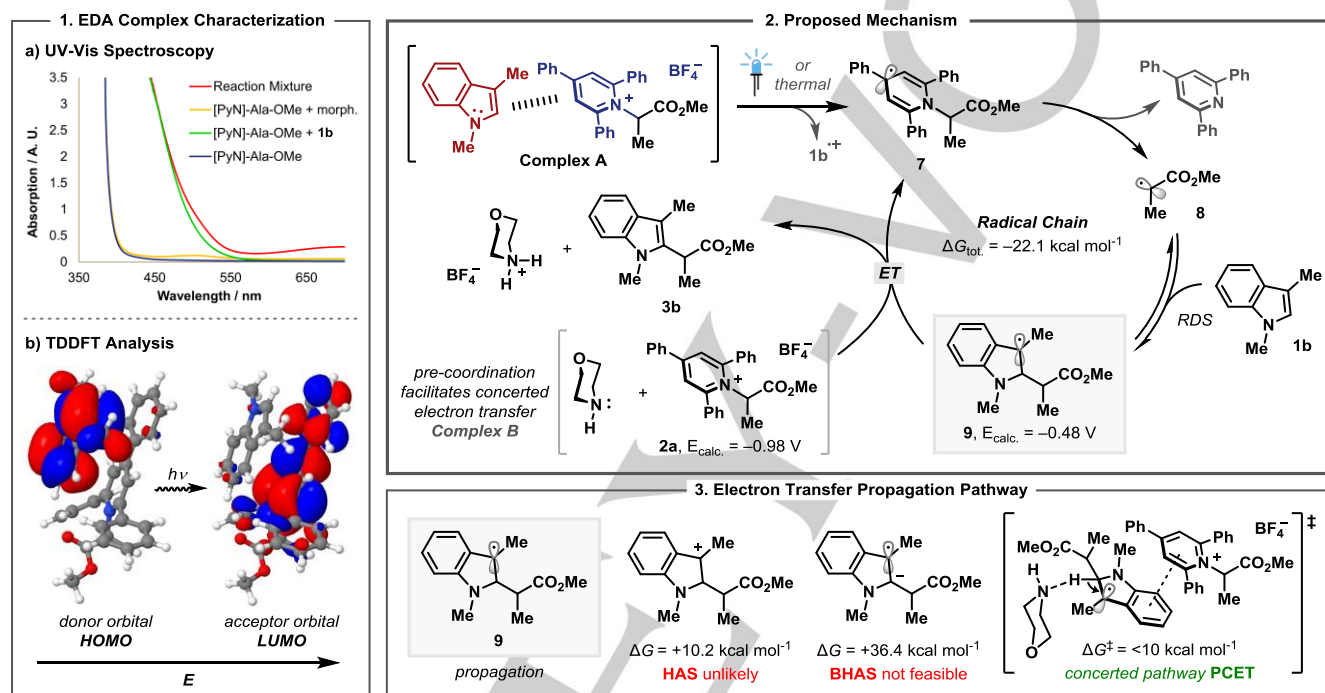 1. EDA Complex Characterization
a) UV-Vis Spectroscopy
Absorption / A. U.
3.5
3
2.5
2
1.5
1
0.5
0
350
450
550
650
Wavelength / nm
Reaction Mixture
[PyN]-Ala-OMe + morph.
[PyN]-Ala-OMe + 1b
[PyN]-Ala-OMe
b) TDDFT Analysis
hν
donor orbital
HOMO
acceptor orbital
LUMO
E
2. Proposed Mechanism
Me
N
Me
Ph
Ph
BF4–
N
+
CO2Me
Ph
Me
Complex A
or
thermal
1b•+
Ph
Ph
N
CO2Me
Ph
Me
7
Ph
Ph
N
Ph
CO2Me
Me
8
Radical Chain
ΔGtot. = –22.1 kcal mol-1
O
N
H
+
H
BF4–
+
Me
CO2Me
N
Me
Me
3b
ET
RDS
Me
N
Me
1b
pre-coordination
facilitates concerted
electron transfer
Complex B
O
N:
H
+
Ph
Ph
BF4–
N
+
CO2Me
Ph
Me
2a, Ecalc. = –0.98 V
Me
CO2Me
N
Me
Me
9, Ecalc. = –0.48 V
3. Electron Transfer Propagation Pathway
Me
CO2Me
N
Me
Me
9
propagation
+
Me
CO2Me
N
Me
Me
ΔG = +10.2 kcal mol-1
HAS unlikely
Me
–
CO2Me
N
Me
Me
ΔG = +36.4 kcal mol-1
BHAS not feasible
Ph
Ph
BF4–
N
+
CO2Me
Ph
Me
Me
MeO2C
Me
N
H
Me
H
N
O
‡
ΔG‡ = <10 kcal mol-1
concerted pathway PCET